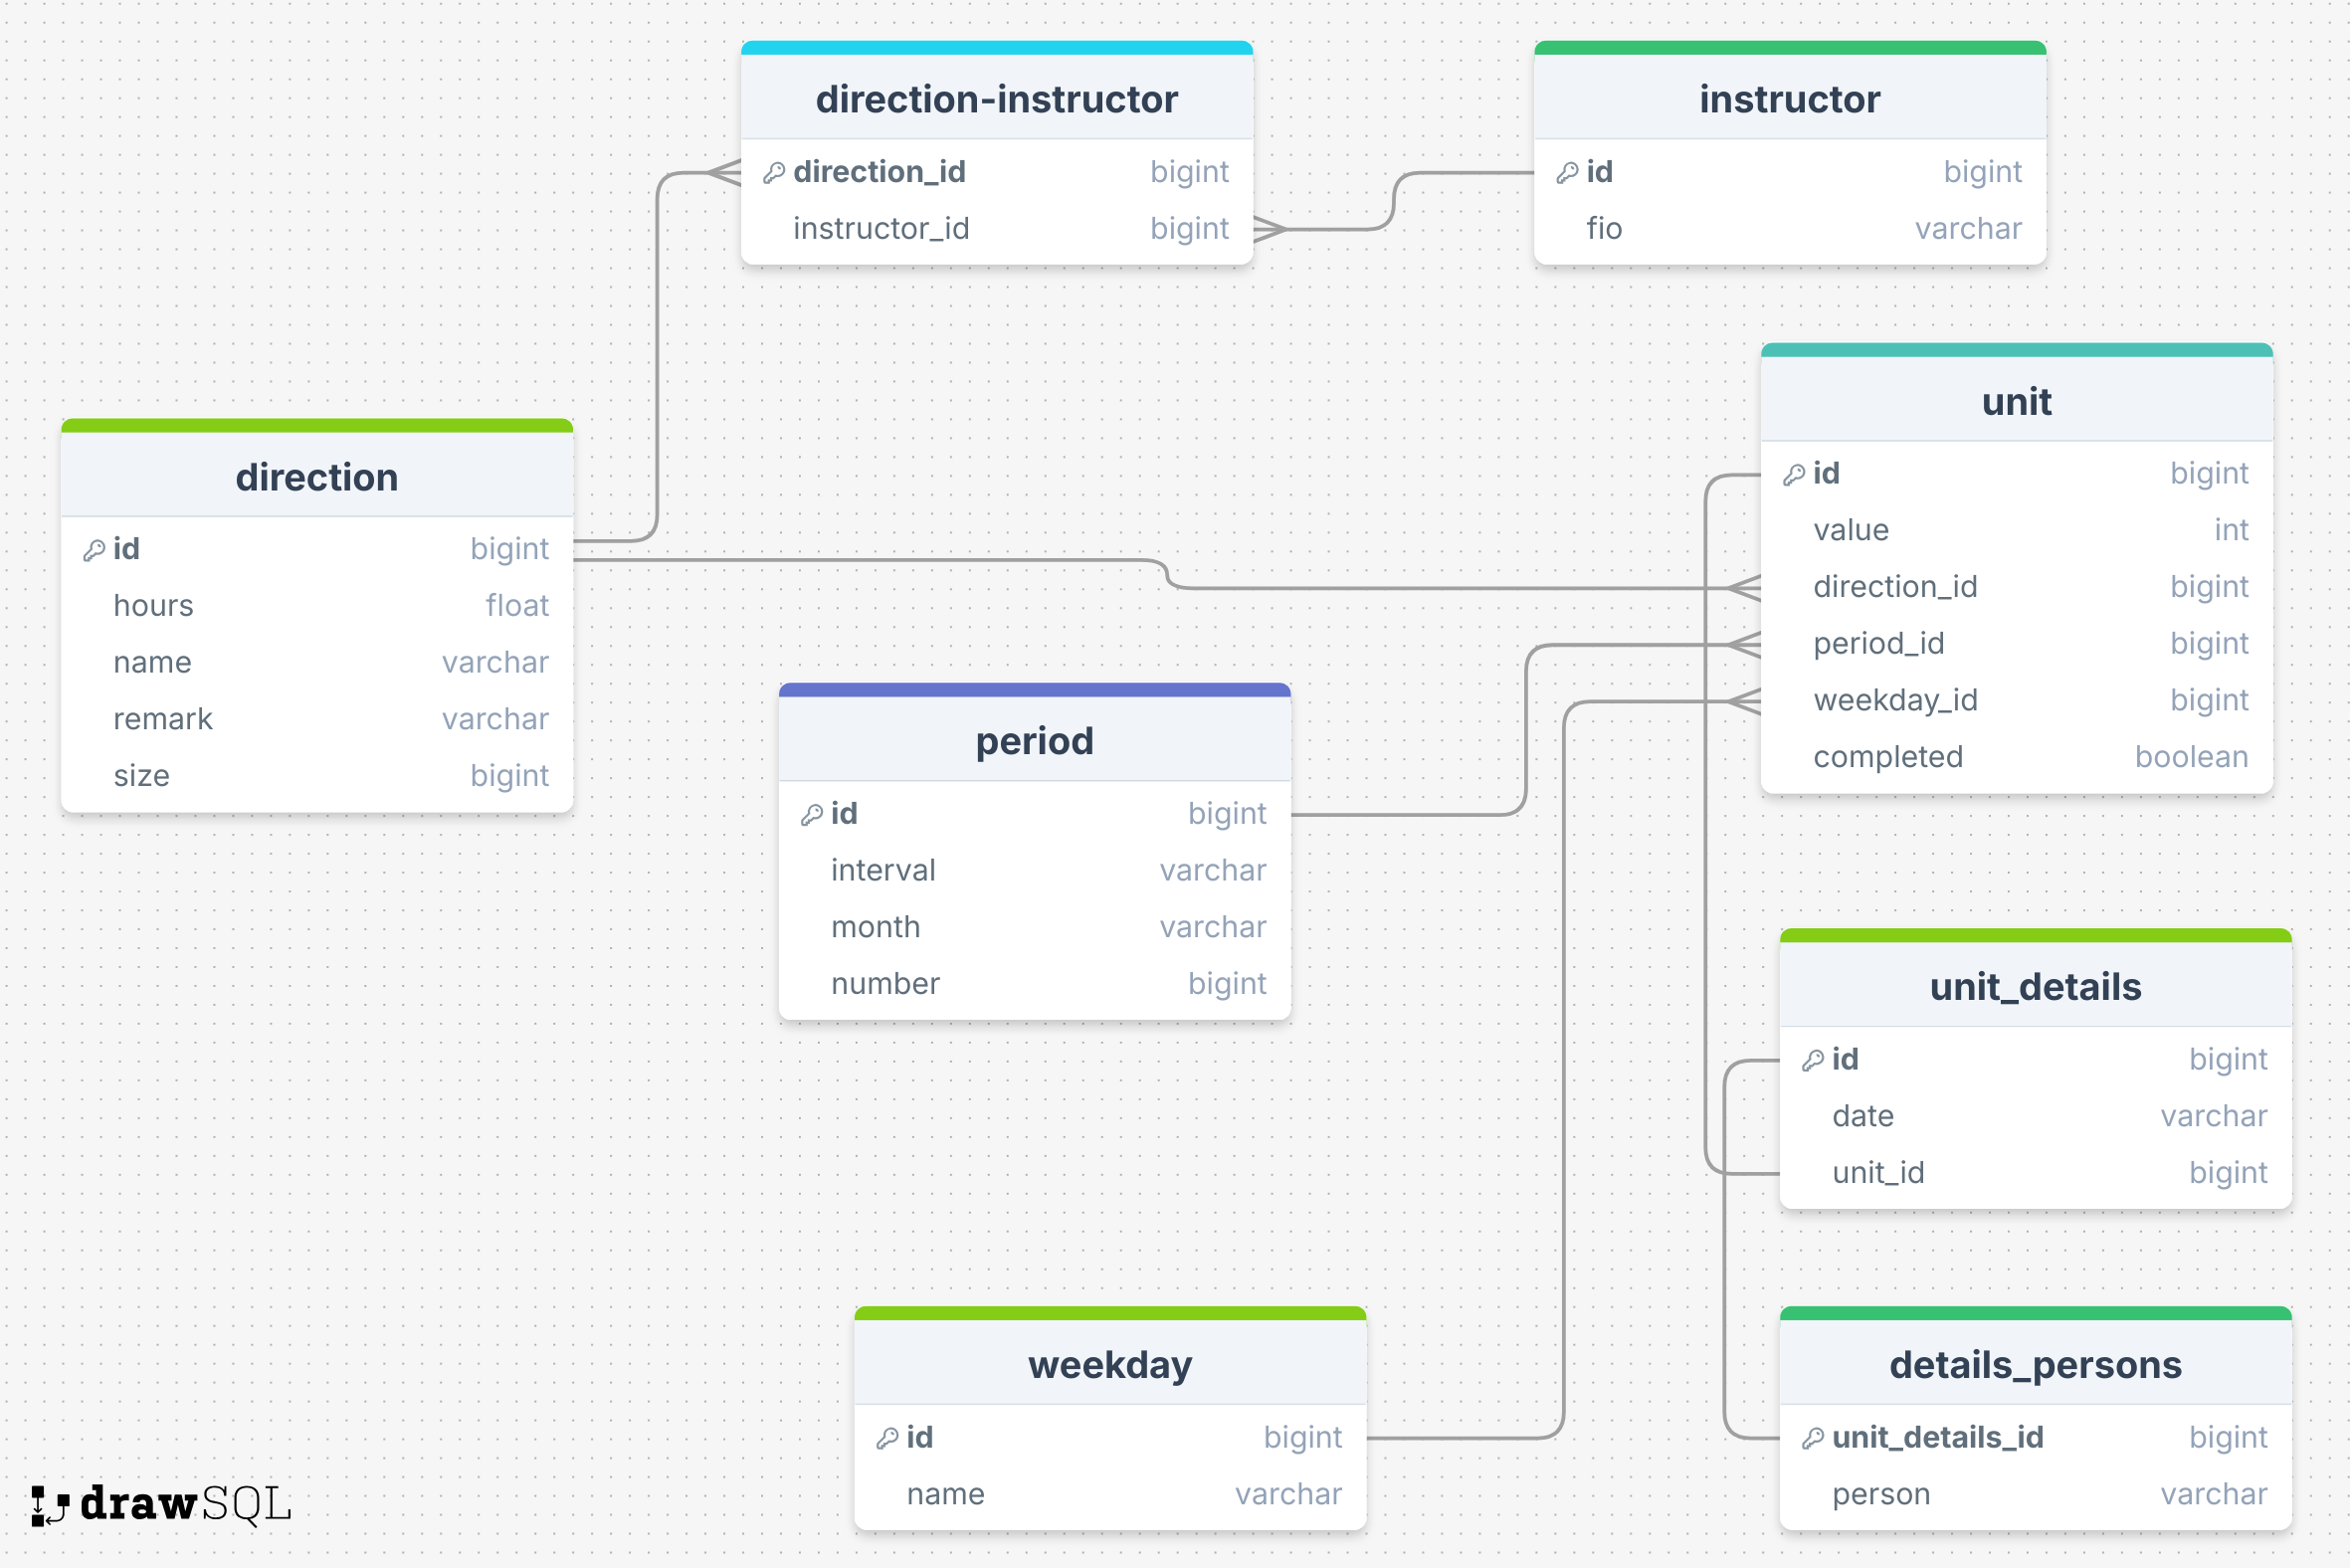 direction-instructor
direction_id bigint
instructor_id bigint
instructor
id bigint
fio varchar
direction
id bigint
hours float
name varchar
remark varchar
size bigint
unit
id bigint
value int
direction_id bigint
period_id bigint
weekday_id bigint
completed boolean
period
id bigint
interval varchar
month varchar
number bigint
unit_details
id bigint
date varchar
unit_id bigint
weekday
id bigint
name varchar
details_persons
unit_details_id bigint
person varchar
drawSQL